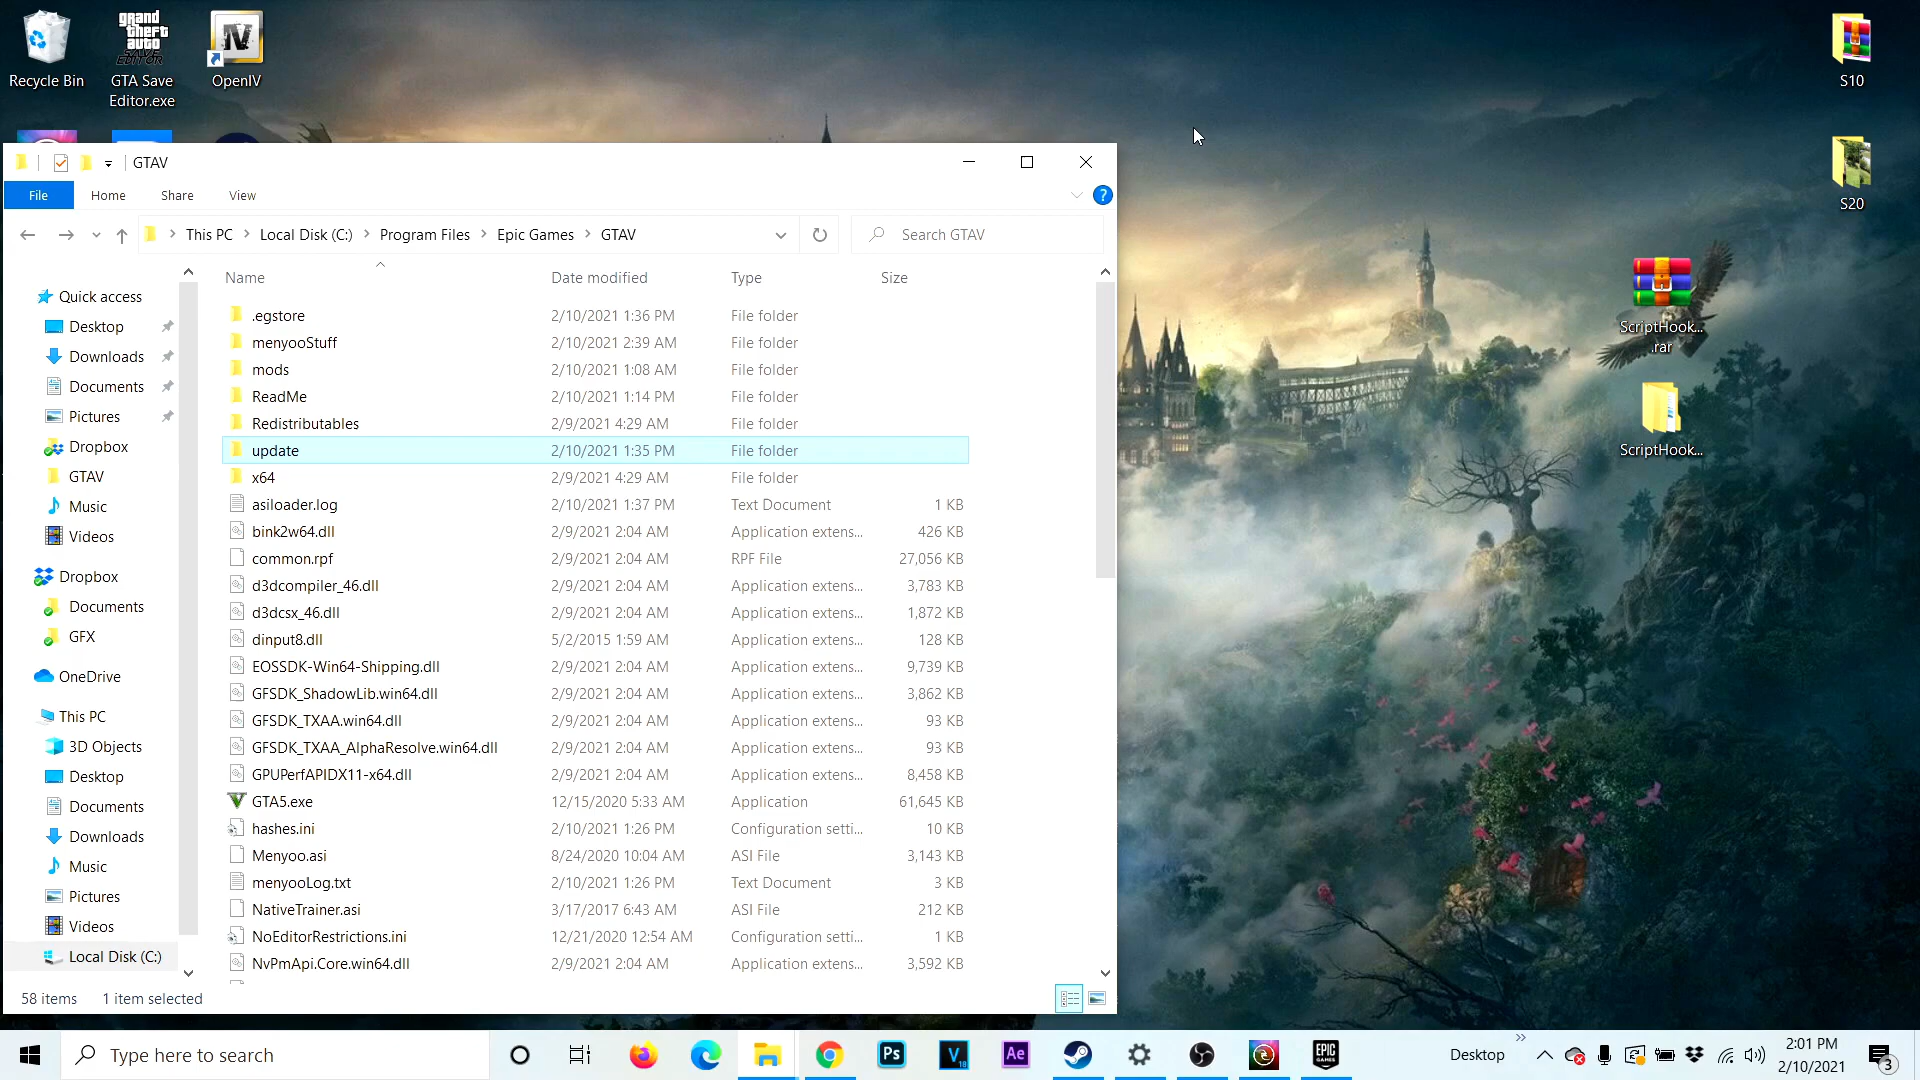 Recycle Bin
grand theft auto
SAVE EDITOR
GTA Save Editor.exe
IV
OpenIV
S10
S20
ScriptHook... .rar
ScriptHook...
GTAV
File Home Share View
?
This PC > Local Disk (C:) > Program Files > Epic Games > GTAV
Search GTAV
Name Date modified Type Size
Quick access
Desktop
Downloads
Documents
Pictures
Dropbox
GTAV
Music
Videos
Dropbox
Documents
GFX
OneDrive
This PC
3D Objects
Desktop
Documents
Downloads
Music
Pictures
Videos
Local Disk (C:)
.egstore 2/10/2021 1:36 PM File folder
menyooStuff 2/10/2021 2:39 AM File folder
mods 2/10/2021 1:08 AM File folder
ReadMe 2/10/2021 1:14 PM File folder
Redistributables 2/9/2021 4:29 AM File folder
update 2/10/2021 1:35 PM File folder
x64 2/9/2021 4:29 AM File folder
asiloader.log 2/10/2021 1:37 PM Text Document 1 KB
bink2w64.dll 2/9/2021 2:04 AM Application extens... 426 KB
common.rpf 2/9/2021 2:04 AM RPF File 27,056 KB
d3dcompiler_46.dll 2/9/2021 2:04 AM Application extens... 3,783 KB
d3dcsx_46.dll 2/9/2021 2:04 AM Application extens... 1,872 KB
dinput8.dll 5/2/2015 1:59 AM Application extens... 128 KB
EOSSDK-Win64-Shipping.dll 2/9/2021 2:04 AM Application extens... 9,739 KB
GFSDK_ShadowLib.win64.dll 2/9/2021 2:04 AM Application extens... 3,862 KB
GFSDK_TXAA.win64.dll 2/9/2021 2:04 AM Application extens... 93 KB
GFSDK_TXAA_AlphaResolve.win64.dll 2/9/2021 2:04 AM Application extens... 93 KB
GPUPerfAPIDX11-x64.dll 2/9/2021 2:04 AM Application extens... 8,458 KB
GTA5.exe 12/15/2020 5:33 AM Application 61,645 KB
hashes.ini 2/10/2021 1:26 PM Configuration setti... 10 KB
Menyoo.asi 8/24/2020 10:04 AM ASI File 3,143 KB
menyooLog.txt 2/10/2021 1:26 PM Text Document 3 KB
NativeTrainer.asi 3/17/2017 6:43 AM ASI File 212 KB
NoEditorRestrictions.ini 12/21/2020 12:54 AM Configuration setti... 1 KB
NvPmApi.Core.win64.dll 2/9/2021 2:04 AM Application extens... 3,592 KB
58 items 1 item selected
Type here to search
Ps
V
18
Ae
EPIC GAMES
Desktop
2:01 PM
2/10/2021
3